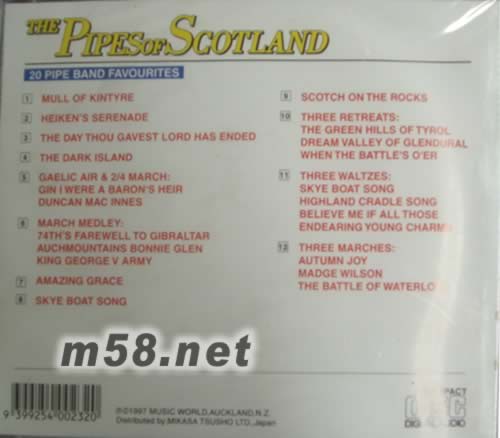 THE PIPES OF SCOTLAND
20 PIPE BAND FAVOURITES
1 MULL OF KINTYRE
2 HEIKEN'S SERENADE
3 THE DAY THOU GAVEST LORD HAS ENDED
4 THE DARK ISLAND
5 GAELIC AIR & 2/4 MARCH:
GIN I WERE A BARON'S HEIR
DUNCAN MAC INNES
6 MARCH MEDLEY:
74TH'S FAREWELL TO GIBRALTAR
AUCHMOUNTAINS BONNIE GLEN
KING GEORGE V ARMY
7 AMAZING GRACE
8 SKYE BOAT SONG
9 SCOTCH ON THE ROCKS
10 THREE RETREATS:
THE GREEN HILLS OF TYROL
DREAM VALLEY OF GLENDURAL
WHEN THE BATTLE'S O'ER
11 THREE WALTZES:
SKYE BOAT SONG
HIGHLAND CRADLE SONG
BELIEVE ME IF ALL THOSE
ENDEARING YOUNG CHARMS
12 THREE MARCHES:
AUTUMN JOY
MADGE WILSON
THE BATTLE OF WATERLOO
m58.net
9 399254 002320
℗©1997 MUSIC WORLD,AUCKLAND,N.Z.
Distributed by MIKASA TSUSHO LTD.,Japan